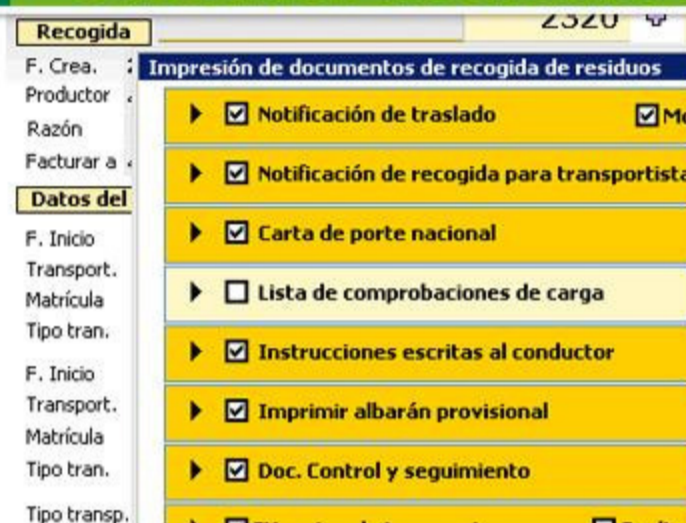 Recogida
2320
F. Crea.
Impresión de documentos de recogida de residuos
Productor
Notificación de traslado
Razón
Facturar a
Notificación de recogida para transportista
Datos del
F. Inicio
Carta de porte nacional
Transport.
Matrícula
Lista de comprobaciones de carga
Tipo tran.
Instrucciones escritas al conductor
F. Inicio
Transport.
Imprimir albarán provisional
Matrícula
Tipo tran.
Doc. Control y seguimiento
Tipo transp.